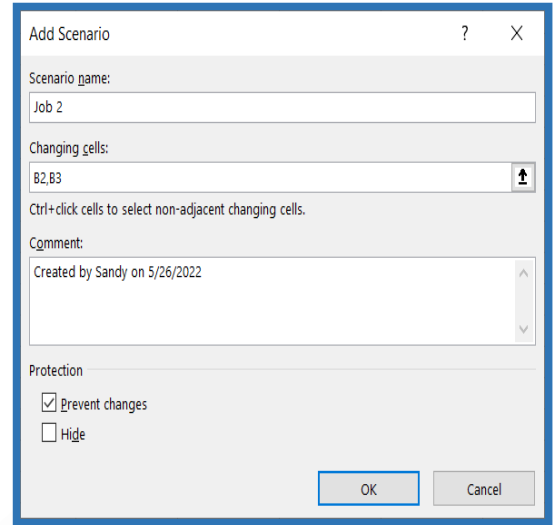 Add Scenario ? X
Scenario name:
Job 2
Changing cells:
B2,B3
Ctrl+click cells to select non-adjacent changing cells.
Comment:
Created by Sandy on 5/26/2022
Protection
Prevent changes
Hide
OK Cancel